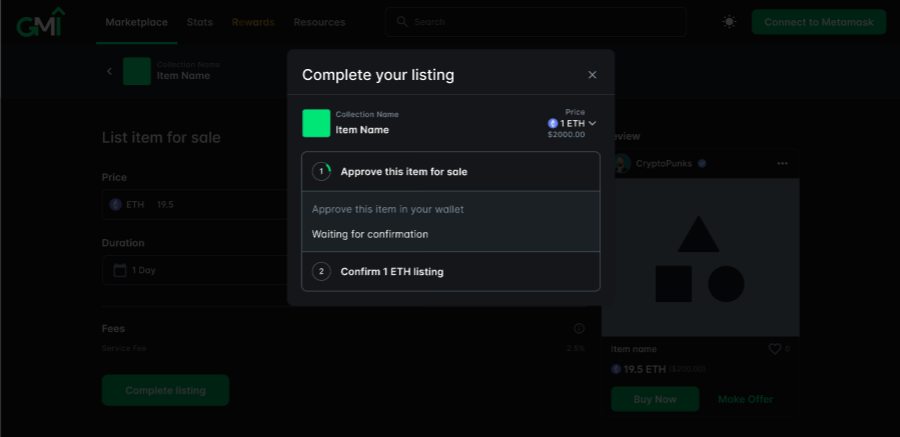 GMI
Marketplace Stats Rewards Resources
Search
Connect to Metamask
Collection Name
Item Name
Complete your listing
Collection Name
Item Name
Price
1 ETH
$2000.00
1 Approve this item for sale
Approve this item in your wallet
Waiting for confirmation
2 Confirm 1 ETH listing
List item for sale
Price
ETH 19.5
Duration
1 Day
Fees
Service Fee 2.5%
Complete listing
eview
CryptoPunks
Item name
0
19.5 ETH
Buy Now Make Offer